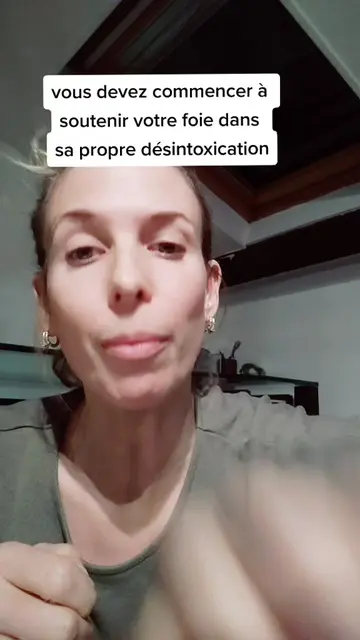 vous devez commencer à
soutenir votre foie dans
sa propre désintoxication